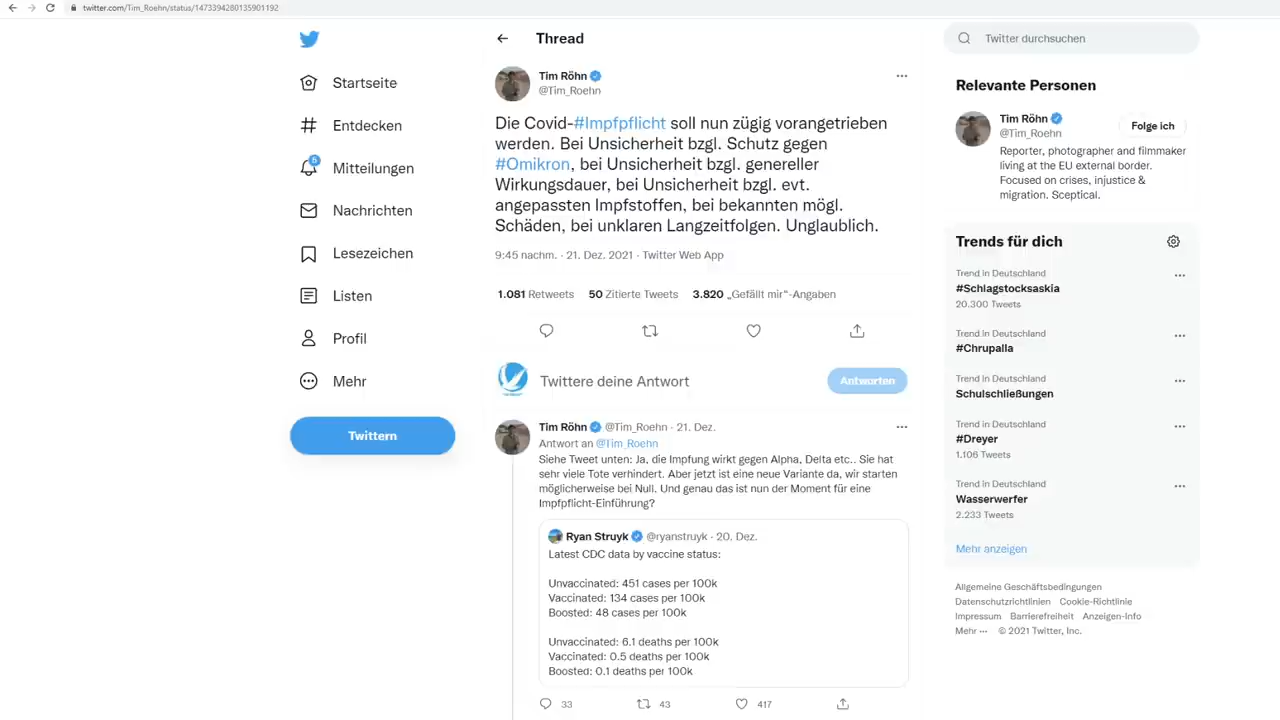 twitter.com/Tim_Roehn/status/1473394280135901192
Startseite
Entdecken
6
Mitteilungen
Nachrichten
Lesezeichen
Listen
Profil
Mehr
Twittern
Thread
Tim Röhn
@Tim_Roehn
Die Covid-#Impfpflicht soll nun zügig vorangetrieben
werden. Bei Unsicherheit bzgl. Schutz gegen
#Omikron, bei Unsicherheit bzgl. genereller
Wirkungsdauer, bei Unsicherheit bzgl. evt.
angepassten Impfstoffen, bei bekannten mögl.
Schäden, bei unklaren Langzeitfolgen. Unglaublich.
9:45 nachm. · 21. Dez. 2021 · Twitter Web App
1.081 Retweets 50 Zitierte Tweets 3.820 „Gefällt mir“-Angaben
Twittere deine Antwort
Antworten
Tim Röhn @Tim_Roehn · 21. Dez.
Antwort an @Tim_Roehn
Siehe Tweet unten: Ja, die Impfung wirkt gegen Alpha, Delta etc.. Sie hat
sehr viele Tote verhindert. Aber jetzt ist eine neue Variante da, wir starten
möglicherweise bei Null. Und genau das ist nun der Moment für eine
Impfpflicht-Einführung?
Ryan Struyk @ryanstruyk · 20. Dez.
Latest CDC data by vaccine status:
Unvaccinated: 451 cases per 100k
Vaccinated: 134 cases per 100k
Boosted: 48 cases per 100k
Unvaccinated: 6.1 deaths per 100k
Vaccinated: 0.5 deaths per 100k
Boosted: 0.1 deaths per 100k
33 43 417
Twitter durchsuchen
Relevante Personen
Tim Röhn
@Tim_Roehn
Folge ich
Reporter, photographer and filmmaker
living at the EU external border.
Focused on crises, injustice &
migration. Sceptical.
Trends für dich
Trend in Deutschland
#Schlagstocksaskia
20.300 Tweets
Trend in Deutschland
#Chrupalla
Trend in Deutschland
Schulschließungen
Trend in Deutschland
#Dreyer
1.106 Tweets
Trend in Deutschland
Wasserwerfer
2.233 Tweets
Mehr anzeigen
Allgemeine Geschäftsbedingungen
Datenschutzrichtlinien Cookie-Richtlinie
Impressum Barrierefreiheit Anzeigen-Info
Mehr ··· © 2021 Twitter, Inc.